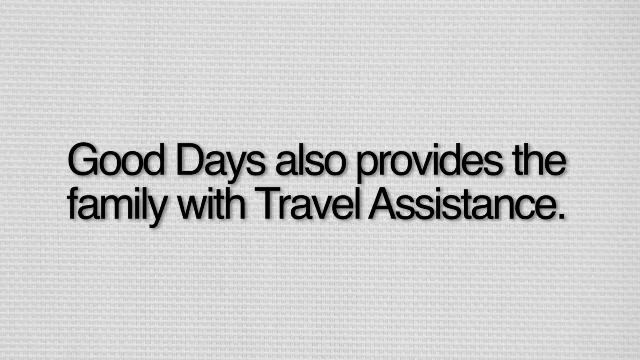 Good Days also provides the
family with Travel Assistance.